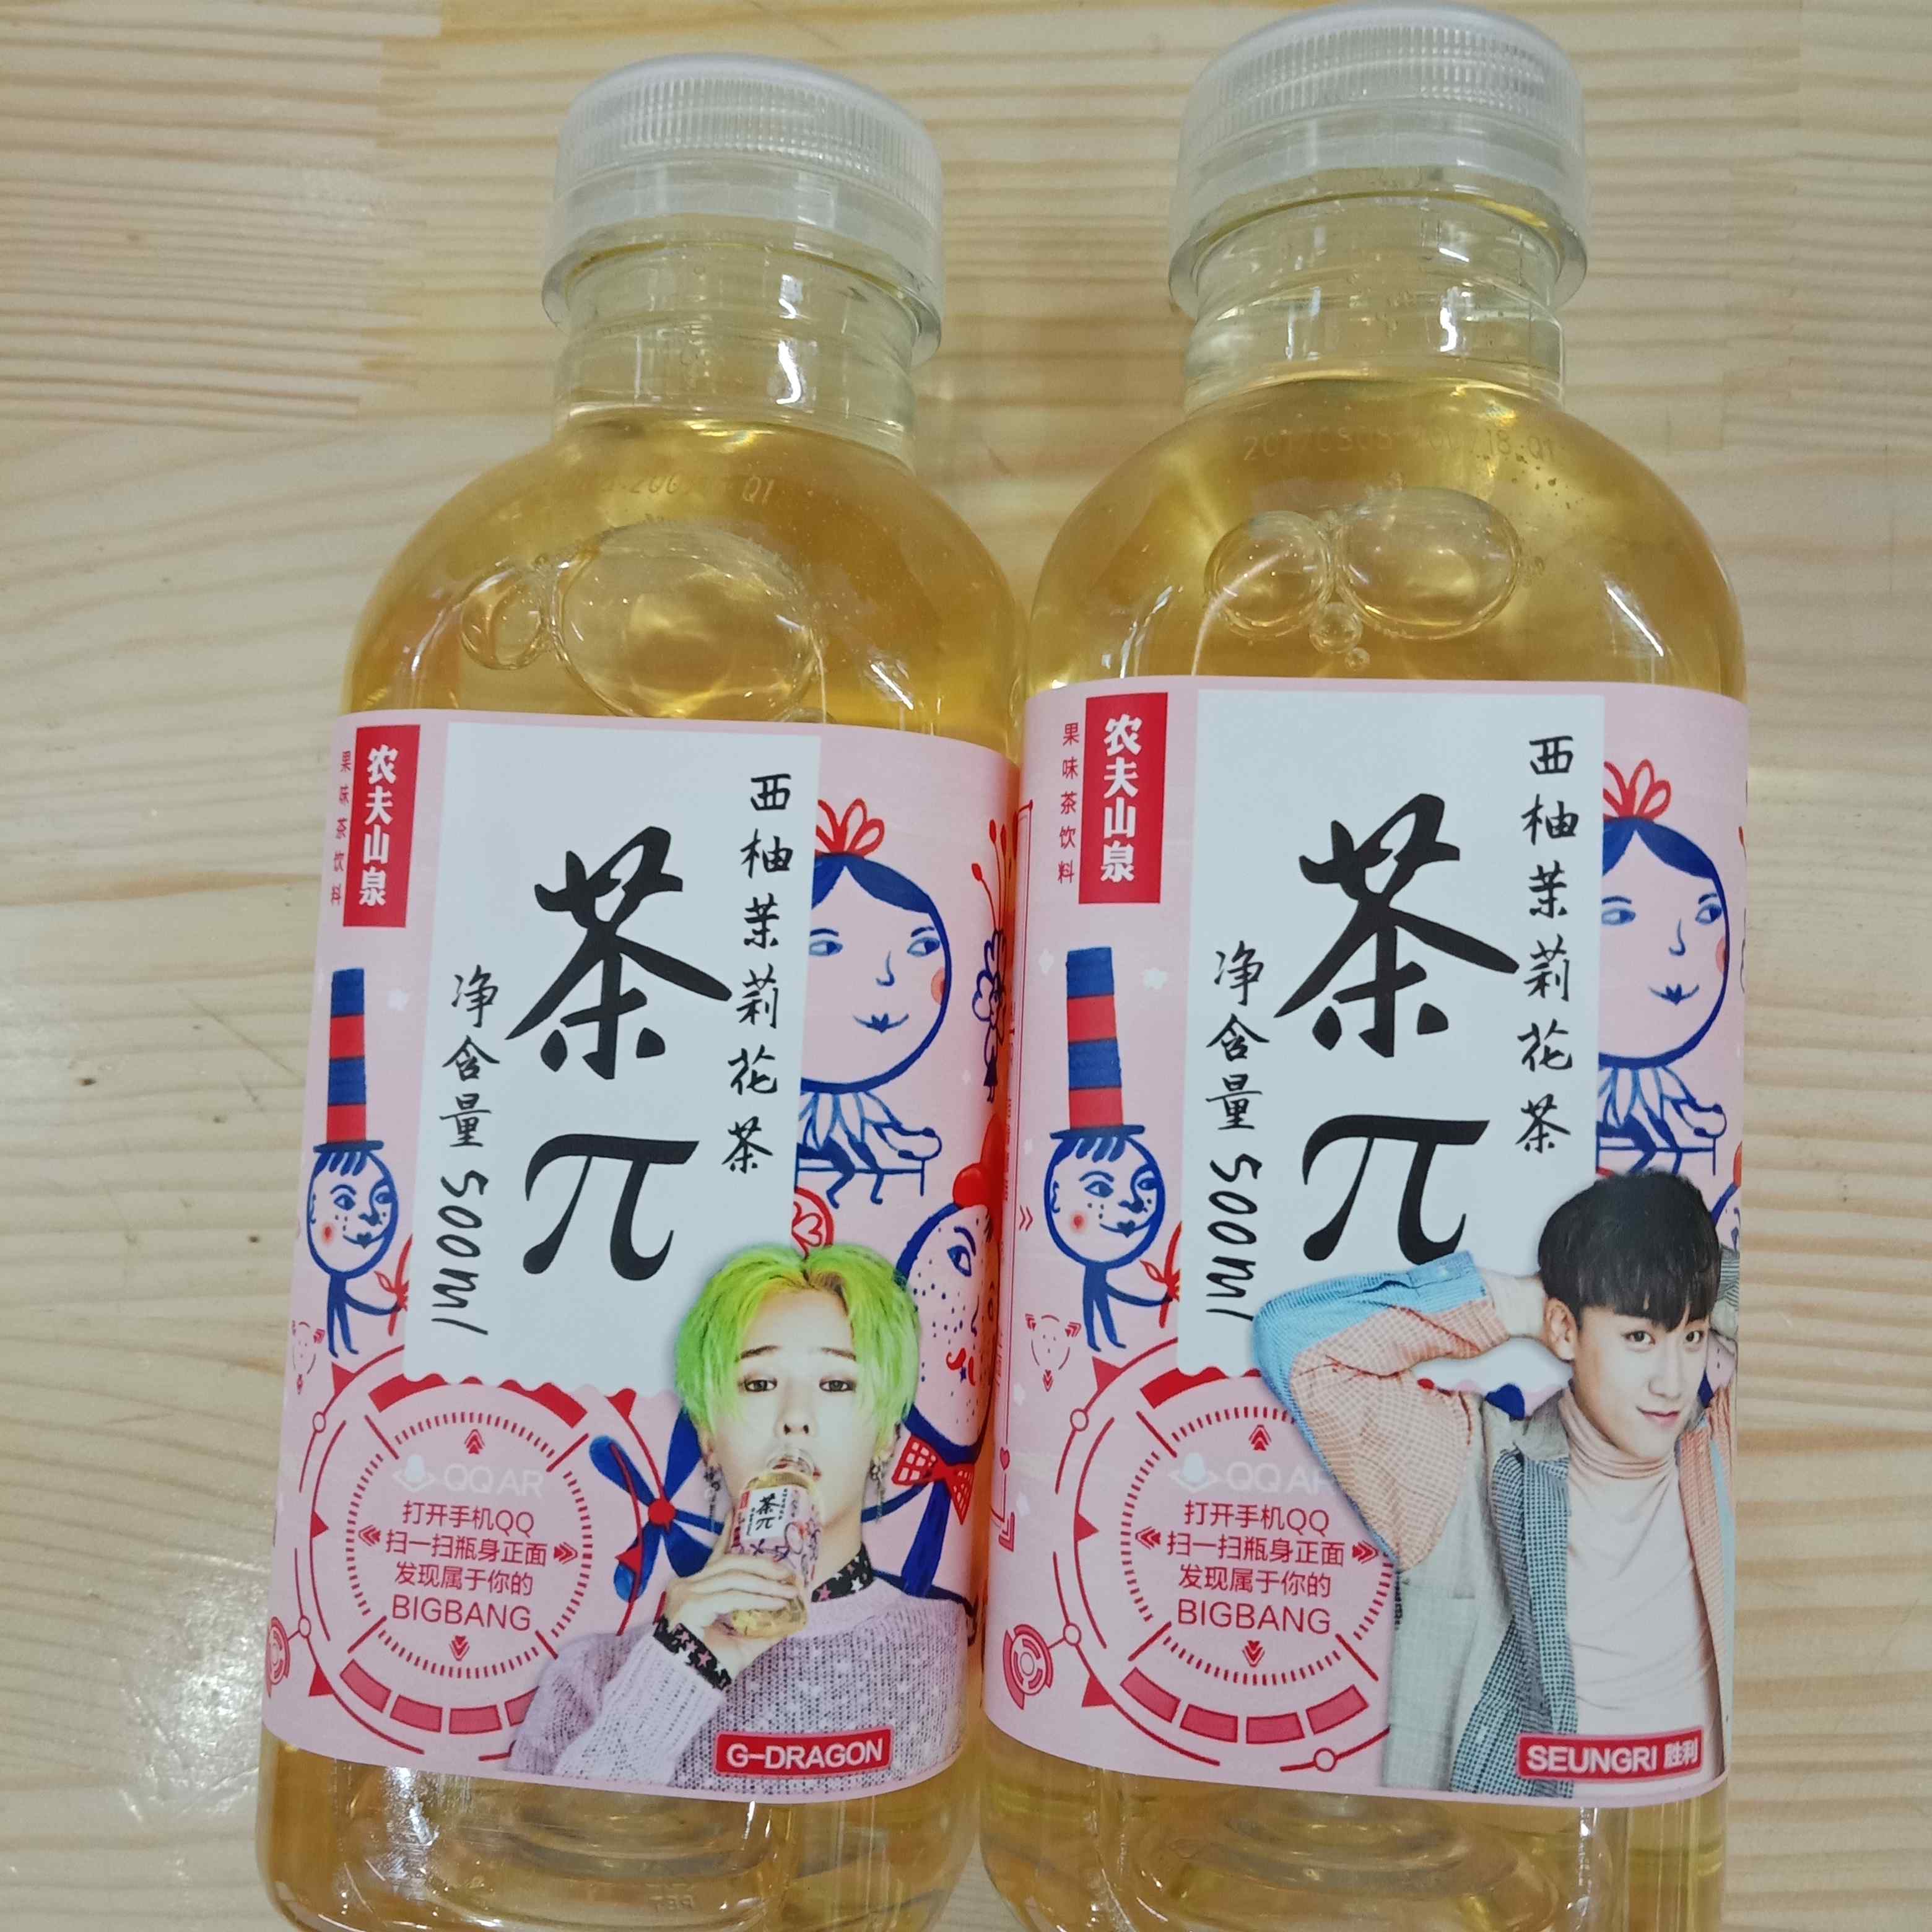 农夫山泉
果味茶饮料
西柚茉莉花茶
茶π
净含量500ml
QQ AR
打开手机QQ
扫一扫瓶身正面
发现属于你的
BIGBANG
茶π
G-DRAGON
农夫山泉
果味茶饮料
西柚茉莉花茶
茶π
净含量500ml
QQ AR
打开手机QQ
扫一扫瓶身正面
发现属于你的
BIGBANG
SEUNGRI 胜利